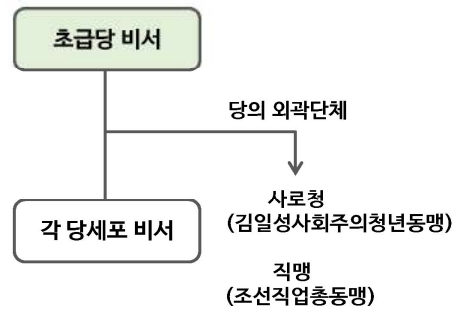 초급당 비서
당의 외곽단체
사로청
(김일성사회주의청년동맹)
각 당세포 비서
직맹
(조선직업총동맹)